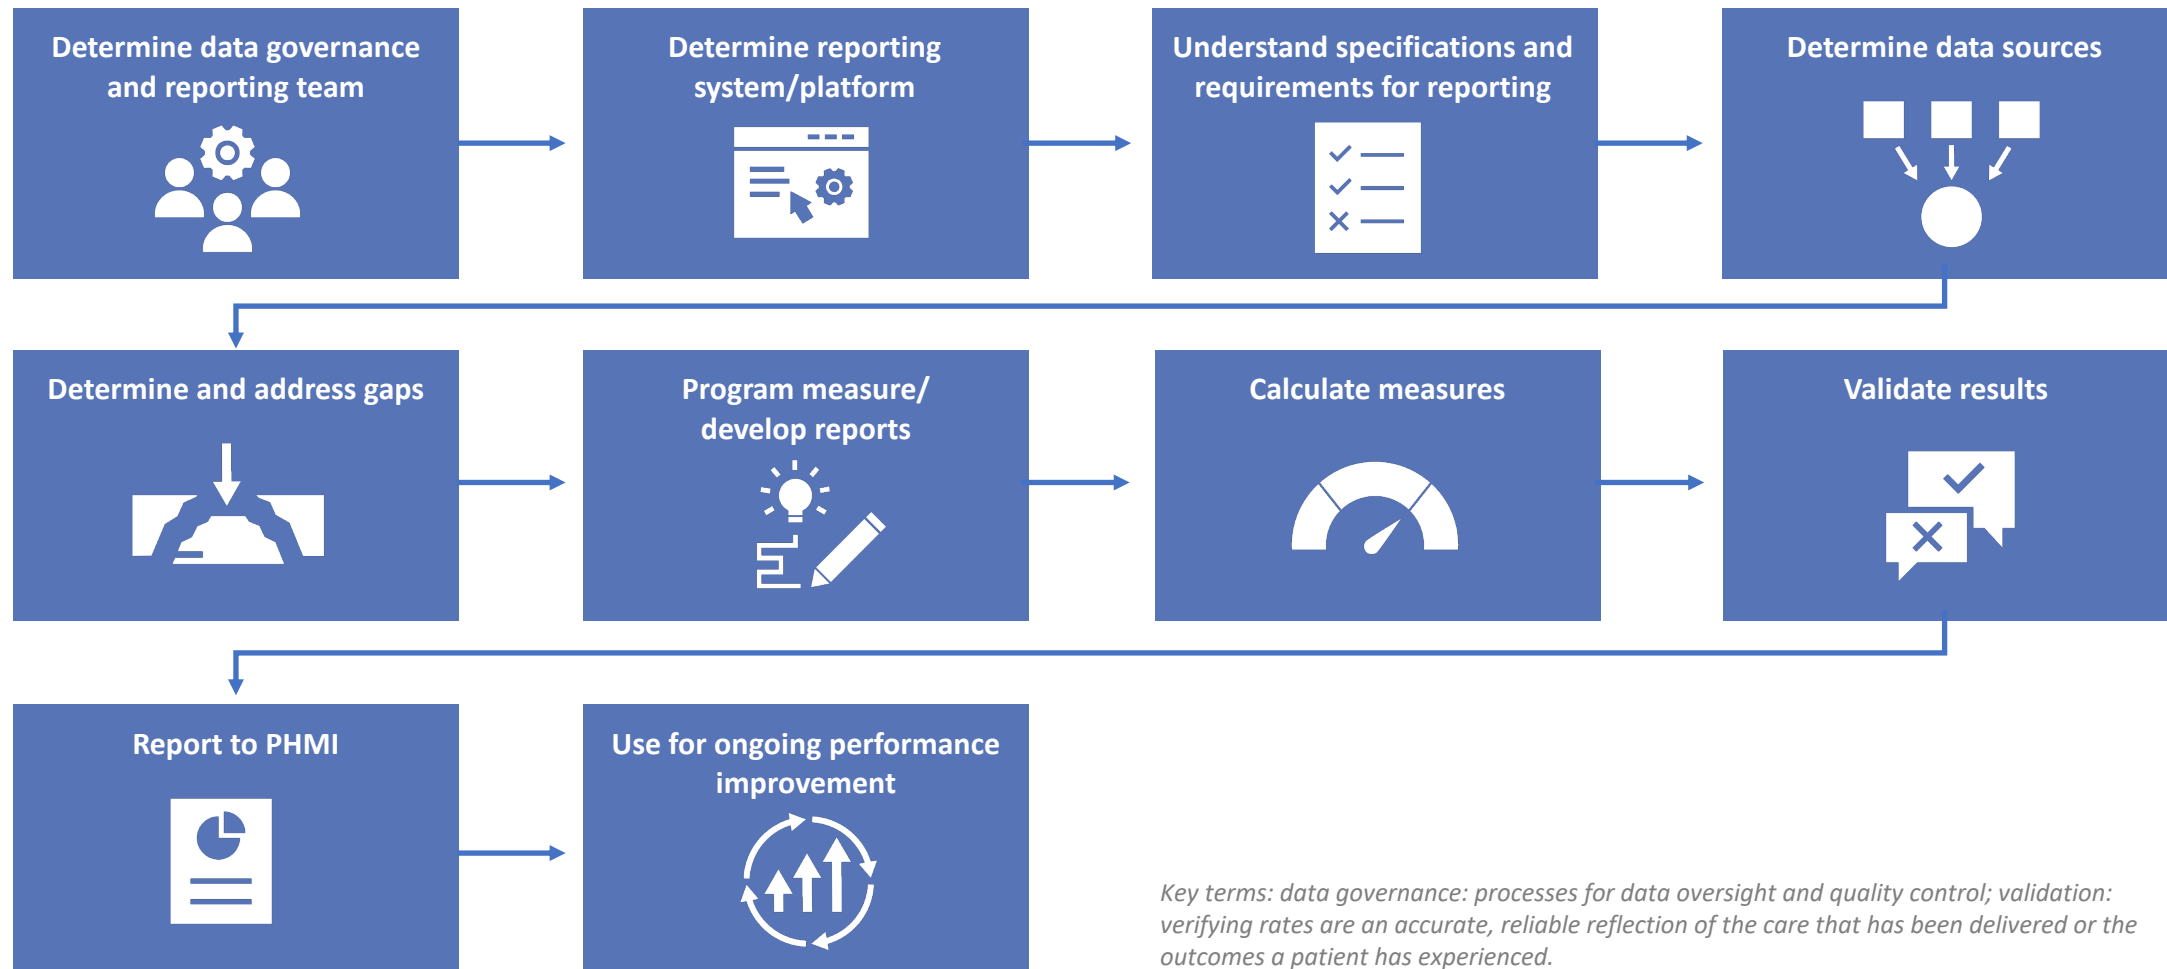 Determine data governance
and reporting team
Determine reporting
system/platform
Understand specifications and
requirements for reporting
Determine data sources
Determine and address gaps
Program measure/
develop reports
Calculate measures
Validate results
Report to PHMI
Use for ongoing performance
improvement
Key terms: data governance: processes for data oversight and quality control; validation:
verifying rates are an accurate, reliable reflection of the care that has been delivered or the
outcomes a patient has experienced.